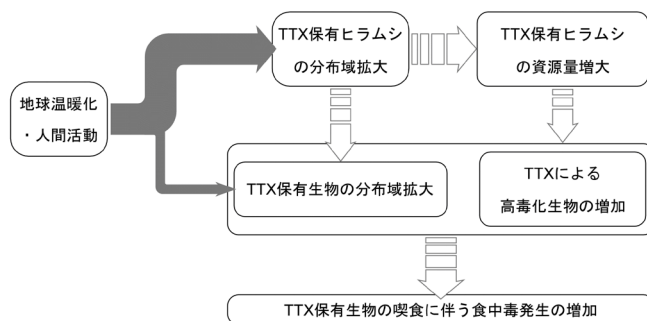 TTX保有ヒラムシ
の分布域拡大
TTX保有ヒラムシ
の資源量増大
地球温暖化
・人間活動
TTX保有生物の分布域拡大
TTXによる
高毒化生物の増加
TTX保有生物の喫食に伴う食中毒発生の増加